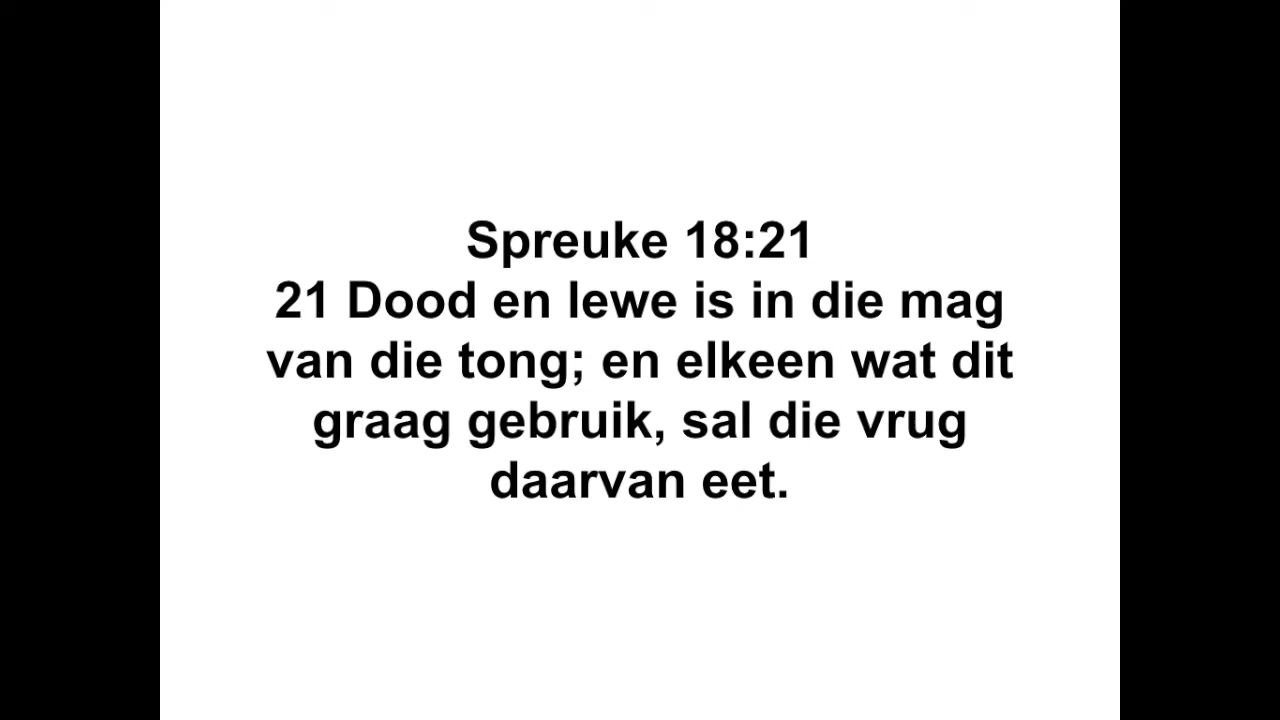 Spreuke 18:21
21 Dood en lewe is in die mag
van die tong; en elkeen wat dit
graag gebruik, sal die vrug
daarvan eet.